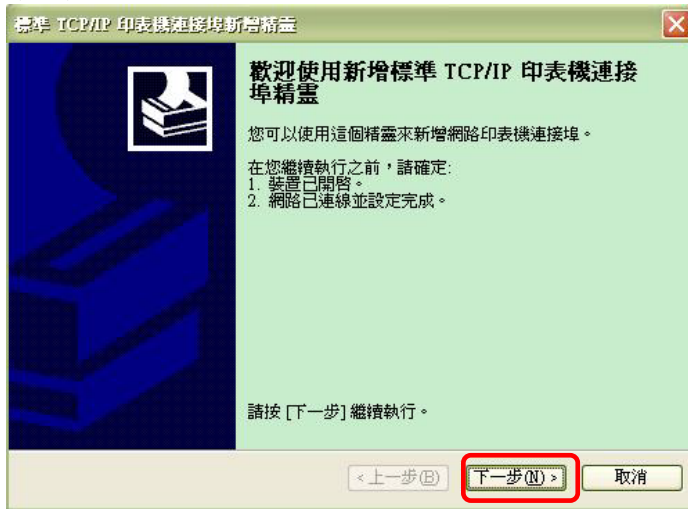 標準 TCP/IP 印表機連接埠新增精靈
歡迎使用新增標準 TCP/IP 印表機連接
埠精靈
您可以使用這個精靈來新增網路印表機連接埠。
在您繼續執行之前，請確定:
1. 裝置已開啓。
2. 網路已連線並設定完成。
請按 [下一步] 繼續執行。
<上一步(B) 下一步(N)> 取消